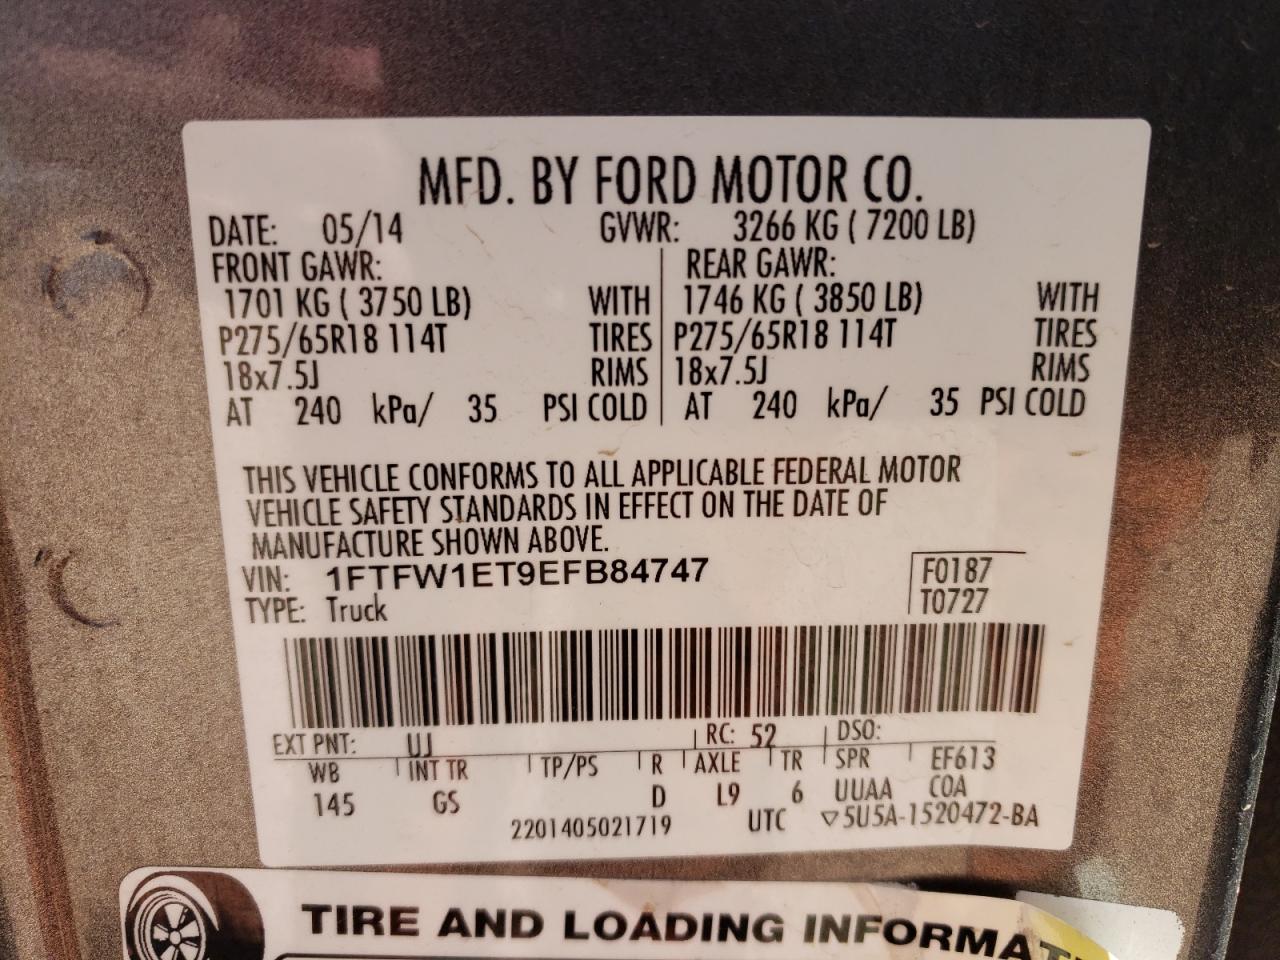 MFD. BY FORD MOTOR CO.
DATE: 05/14 GVWR: 3266 KG ( 7200 LB)
FRONT GAWR: REAR GAWR:
1701 KG ( 3750 LB) WITH 1746 KG ( 3850 LB) WITH
P275/65R18 114T TIRES P275/65R18 114T TIRES
18x7.5J RIMS 18x7.5J RIMS
AT 240 kPa/ 35 PSI COLD AT 240 kPa/ 35 PSI COLD
THIS VEHICLE CONFORMS TO ALL APPLICABLE FEDERAL MOTOR
VEHICLE SAFETY STANDARDS IN EFFECT ON THE DATE OF
MANUFACTURE SHOWN ABOVE.
VIN: 1FTFW1ET9EFB84747 F0187
TYPE: Truck T0727
EXT PNT: UJ RC: 52 DSO:
WB INT TR TP/PS R AXLE TR SPR EF613
145 GS D L9 6 UUAA COA
2201405021719 UTC ▽5U5A-1520472-BA
TIRE AND LOADING INFORMATI